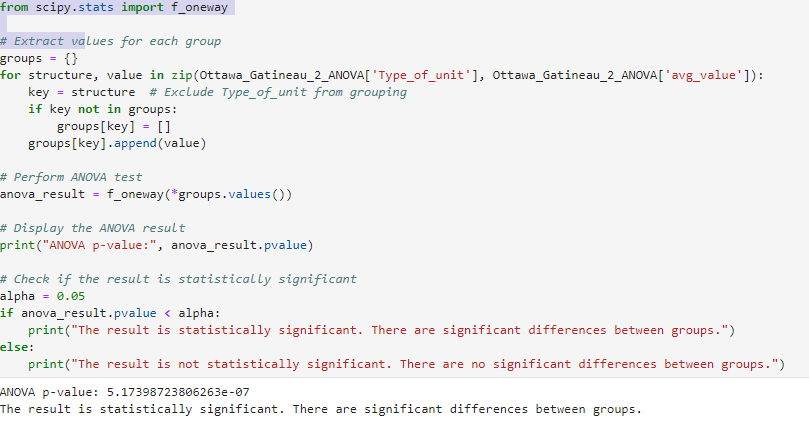 from scipy.stats import f_oneway
# Extract values for each group
groups = {}
for structure, value in zip(Ottawa_Gatineau_2_ANOVA['Type_of_unit'], Ottawa_Gatineau_2_ANOVA['avg_value']):
    key = structure  # Exclude Type_of_unit from grouping
    if key not in groups:
        groups[key] = []
    groups[key].append(value)
# Perform ANOVA test
anova_result = f_oneway(*groups.values())
# Display the ANOVA result
print("ANOVA p-value:", anova_result.pvalue)
# Check if the result is statistically significant
alpha = 0.05
if anova_result.pvalue < alpha:
    print("The result is statistically significant. There are significant differences between groups.")
else:
    print("The result is not statistically significant. There are no significant differences between groups.")
ANOVA p-value: 5.17398723806263e-07
The result is statistically significant. There are significant differences between groups.